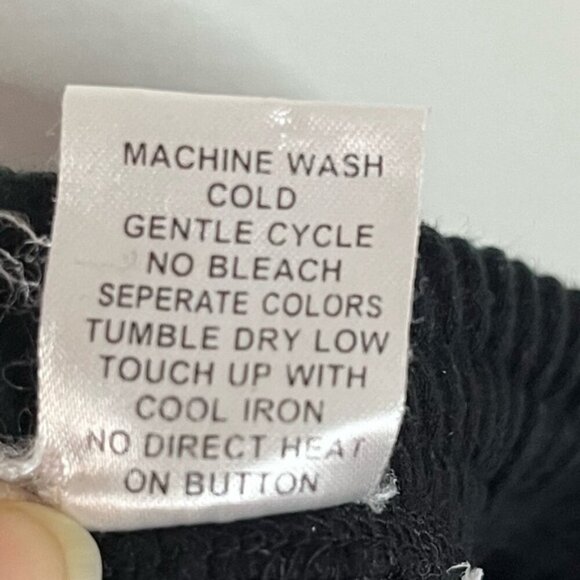 MACHINE WASH
COLD
GENTLE CYCLE
NO BLEACH
SEPERATE COLORS
TUMBLE DRY LOW
TOUCH UP WITH
COOL IRON
NO DIRECT HEAT
ON BUTTON